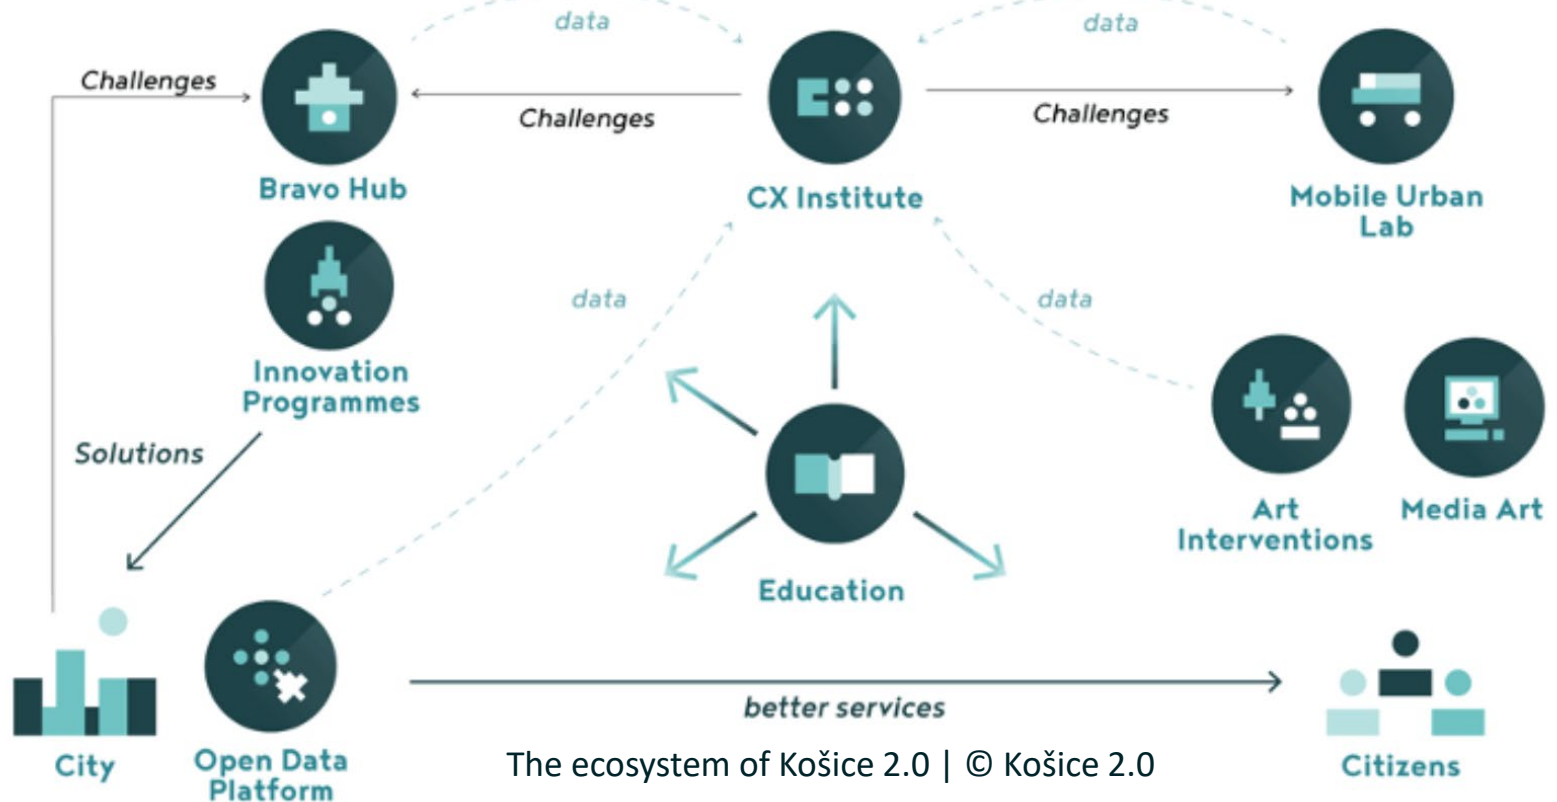 data
data
Challenges
Challenges
Challenges
Bravo Hub
CX Institute
Mobile Urban
Lab
data
data
Innovation
Programmes
Solutions
Art
Interventions
Media Art
Education
better services
City
Open Data
Platform
The ecosystem of Košice 2.0 | © Košice 2.0
Citizens